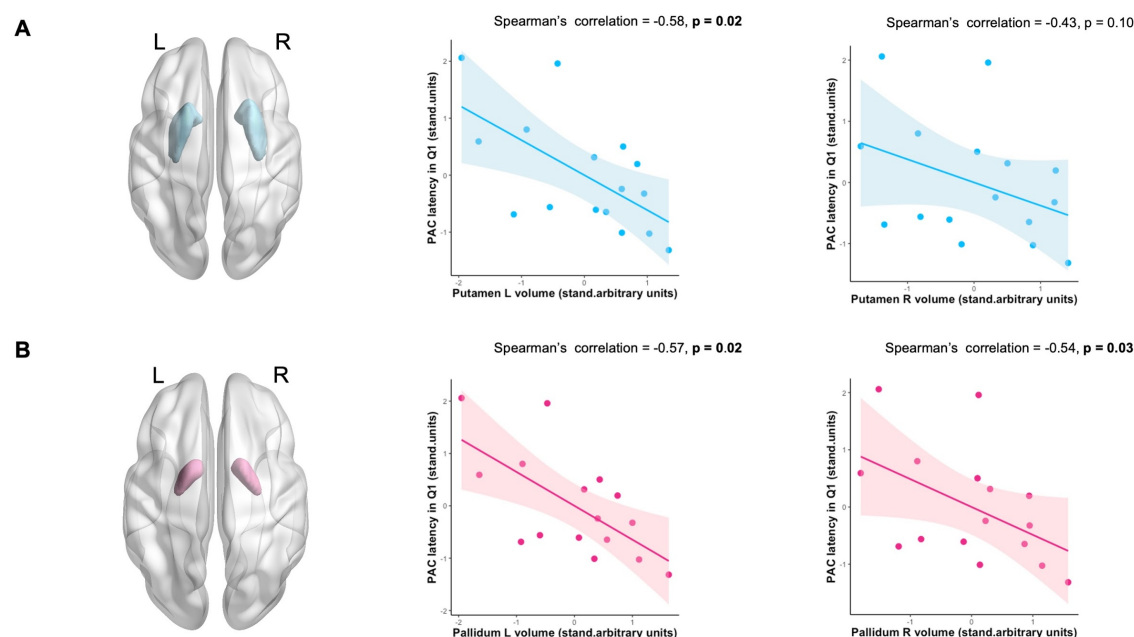 A
L
R
Spearman's correlation = -0.58, p = 0.02
PAC latency in Q1 (stand.units)
2
1
0
-1
-2
-1
0
1
Putamen L volume (stand.arbitrary units)
Spearman's correlation = -0.43, p = 0.10
PAC latency in Q1 (stand.units)
2
1
0
-1
-1
0
1
Putamen R volume (stand.arbitrary units)
B
L
R
Spearman's correlation = -0.57, p = 0.02
PAC latency in Q1 (stand.units)
2
1
0
-1
-2
-2
-1
0
1
Pallidum L volume (stand.arbitrary units)
Spearman's correlation = -0.54, p = 0.03
PAC latency in Q1 (stand.units)
2
1
0
-1
-1
0
1
Pallidum R volume (stand.arbitrary units)